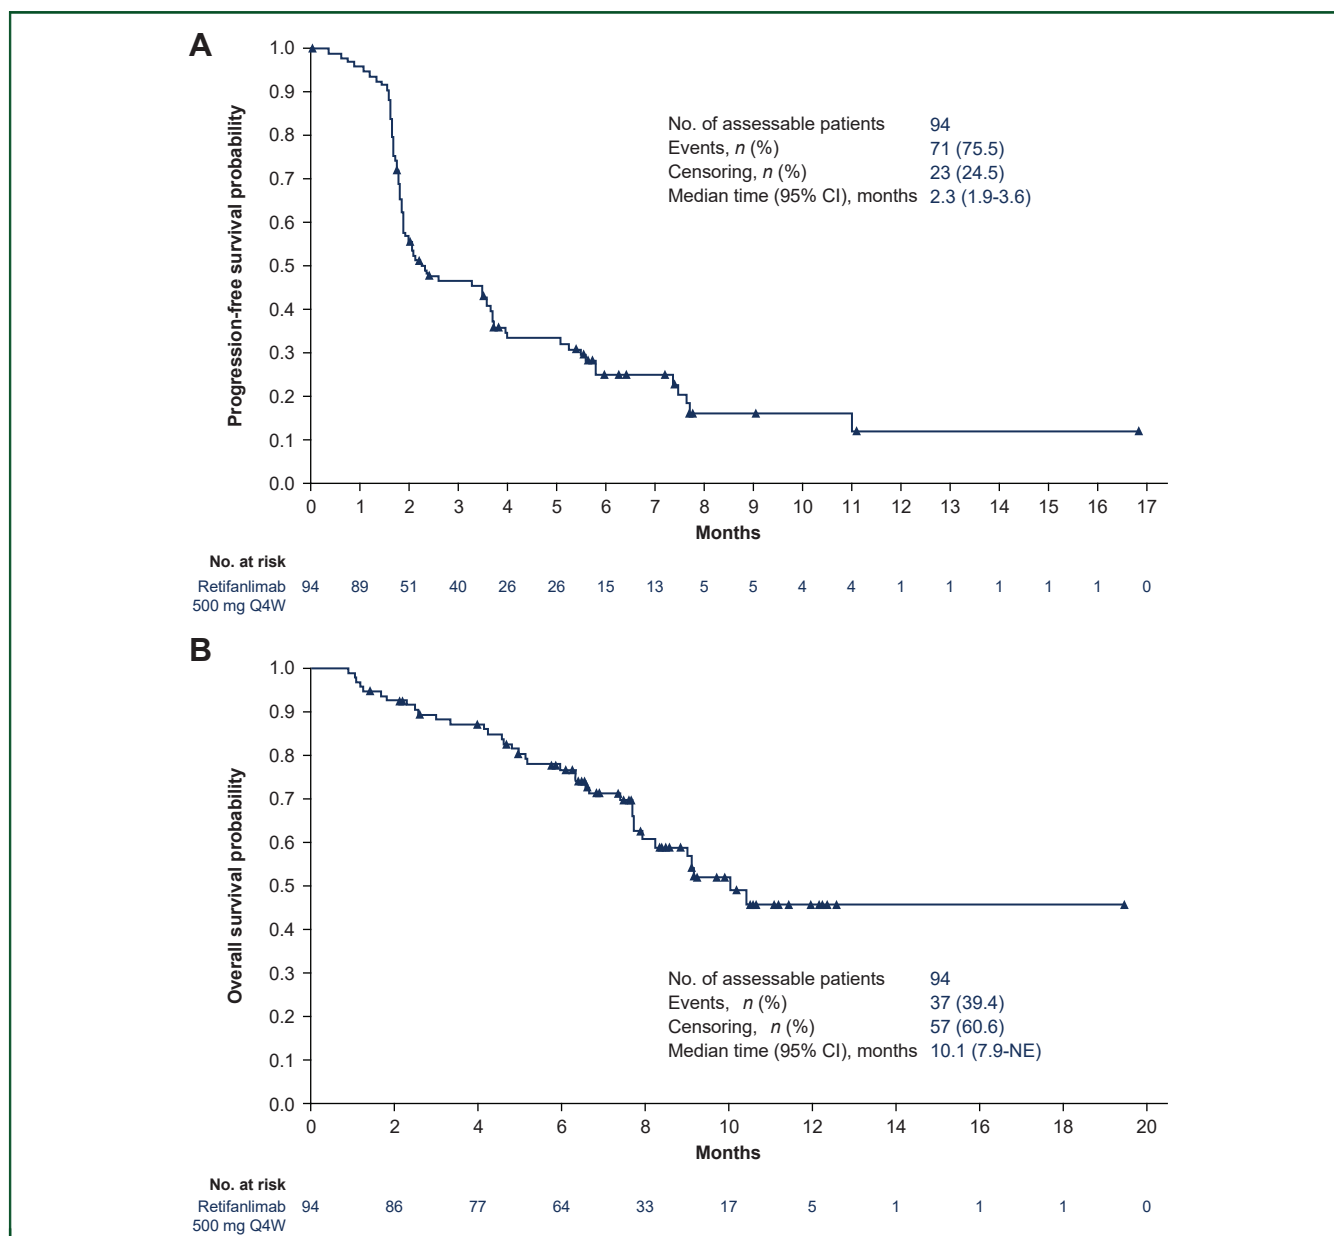 A
1.0
0.9
0.8
0.7
0.6
0.5
0.4
0.3
0.2
0.1
0.0
Progression-free survival probability
No. of assessable patients 94
Events, n (%) 71 (75.5)
Censoring, n (%) 23 (24.5)
Median time (95% CI), months 2.3 (1.9-3.6)
0 1 2 3 4 5 6 7 8 9 10 11 12 13 14 15 16 17
Months
No. at risk
Retifanlimab 94 89 51 40 26 26 15 13 5 5 4 4 1 1 1 1 1 0
500 mg Q4W
B
1.0
0.9
0.8
0.7
0.6
0.5
0.4
0.3
0.2
0.1
0.0
Overall survival probability
No. of assessable patients 94
Events, n (%) 37 (39.4)
Censoring, n (%) 57 (60.6)
Median time (95% CI), months 10.1 (7.9-NE)
0 2 4 6 8 10 12 14 16 18 20
Months
No. at risk
Retifanlimab 94 86 77 64 33 17 5 1 1 1 0
500 mg Q4W